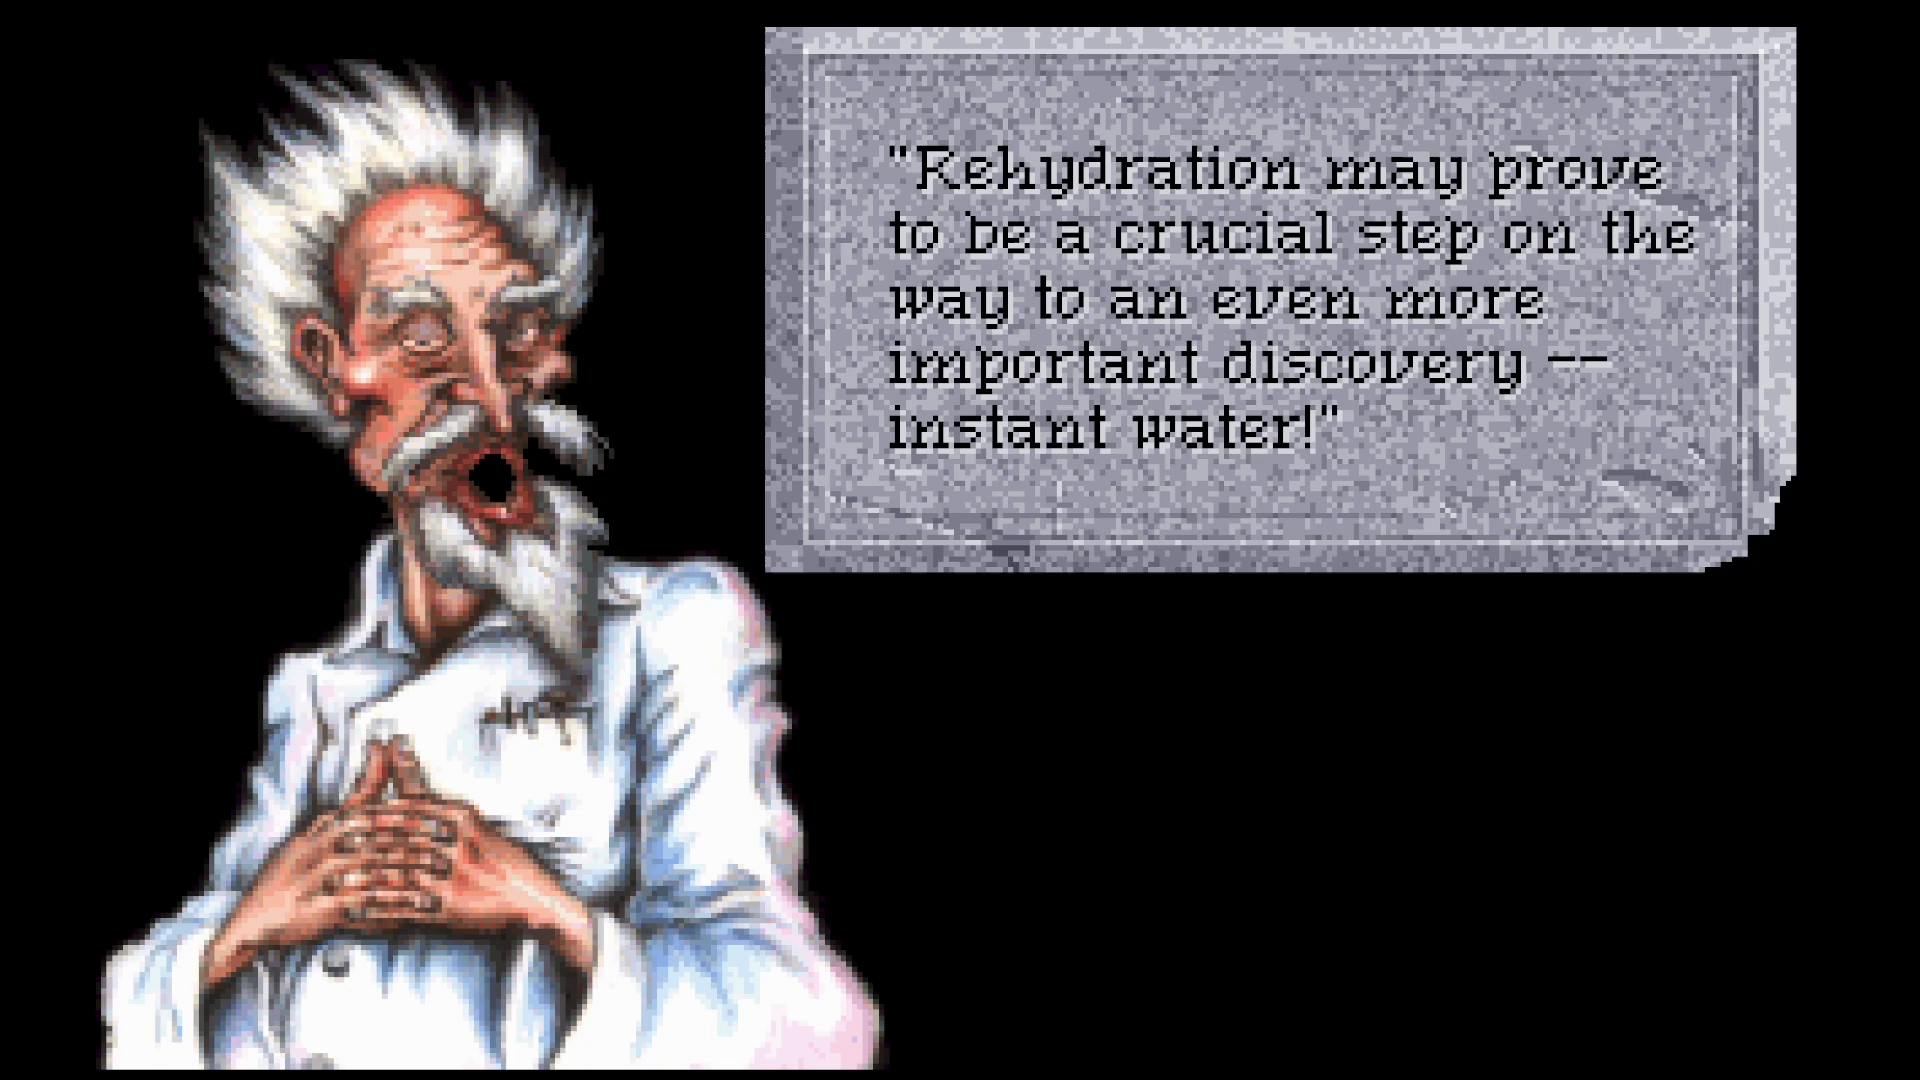 "Rehydration may prove
to be a crucial step on the
way to an even more
important discovery --
instant water!"